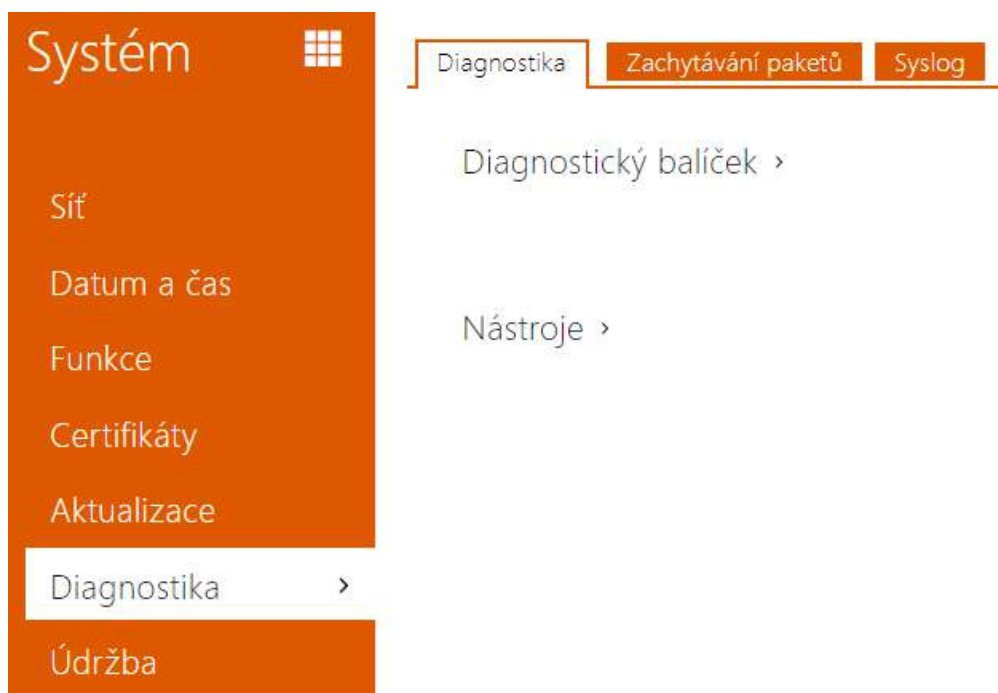 Systém
Síť
Datum a čas
Funkce
Certifikáty
Aktualizace
Diagnostika
Údržba
Diagnostika
Zachytávání paketů
Syslog
Diagnostický balíček
Nástroje